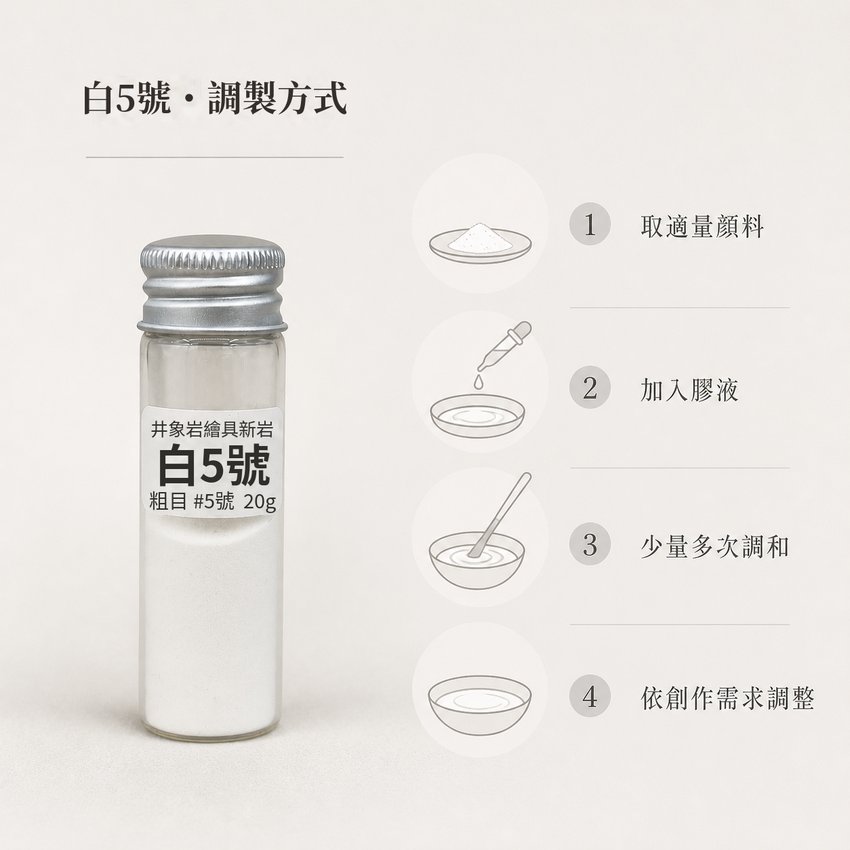 白5號・調製方式
井象岩繪具新岩
白5號
粗目 #5號 20g
1 取適量顏料
2 加入膠液
3 少量多次調和
4 依創作需求調整